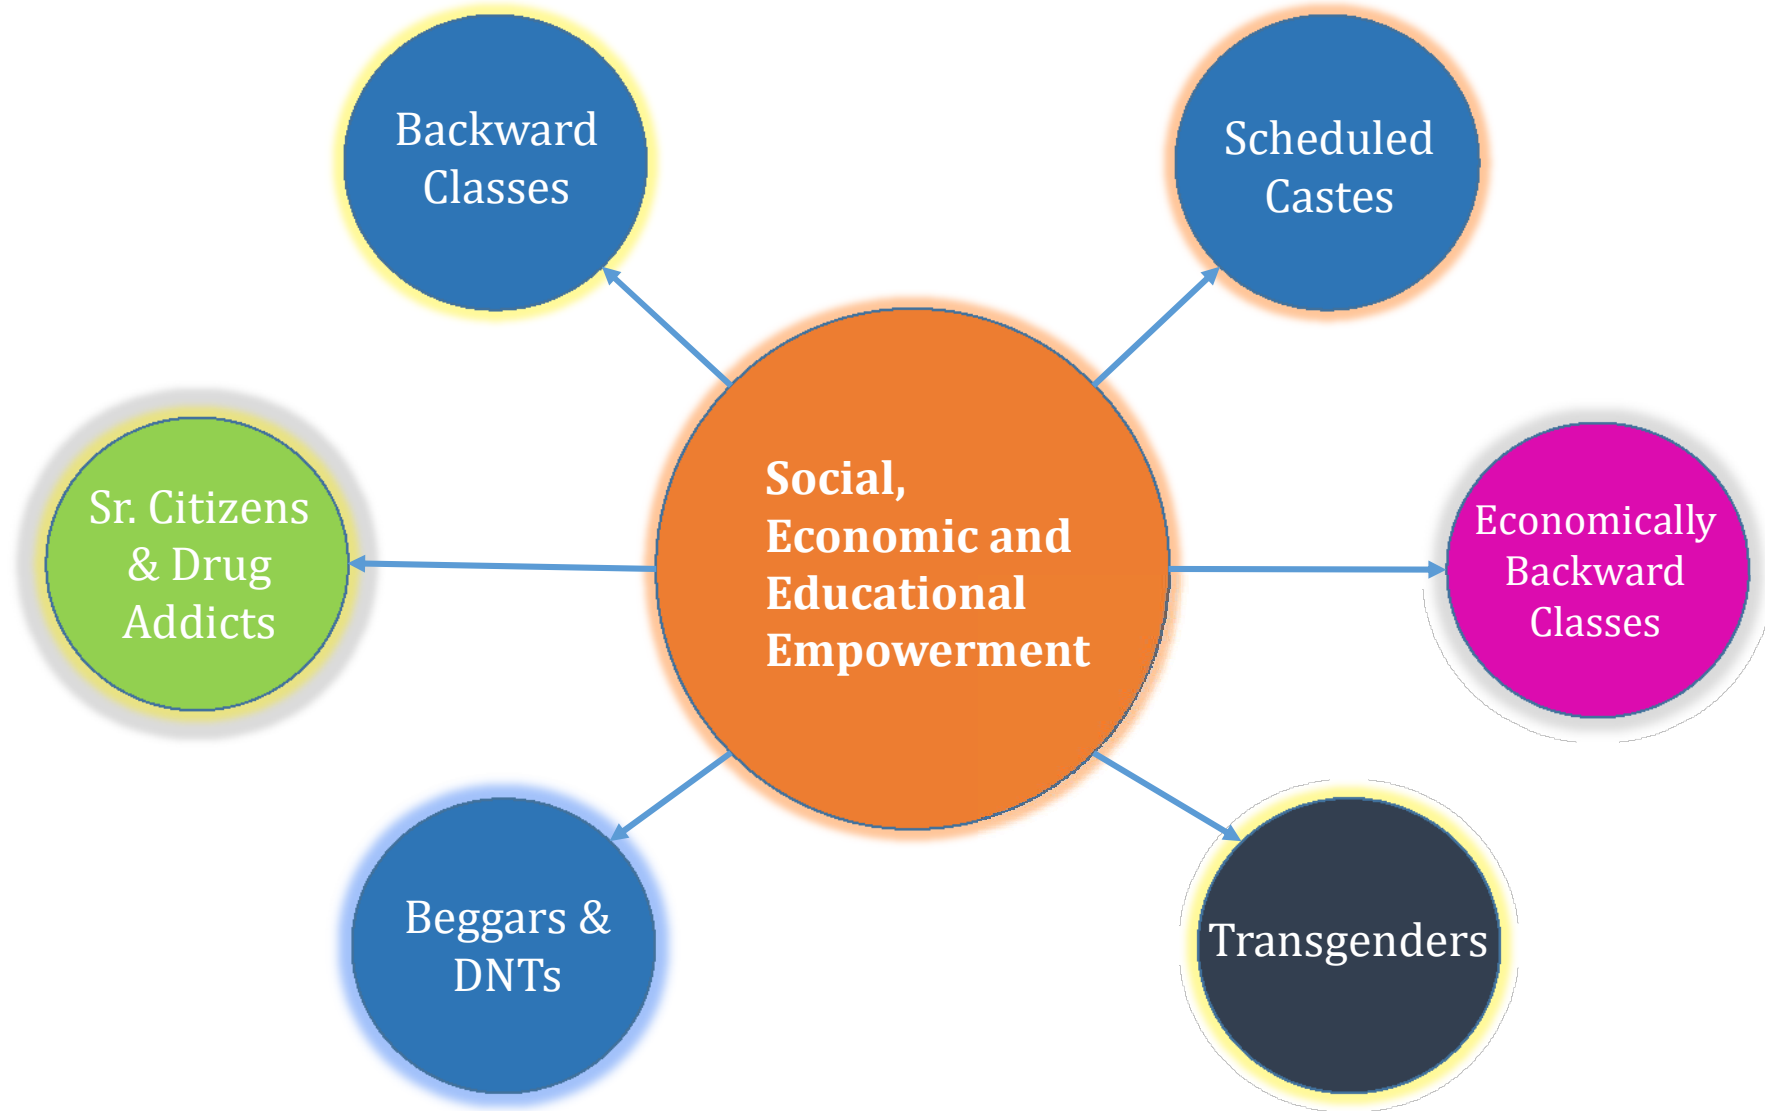 Backward
Classes
Scheduled
Castes
Social,
Economic and
Educational
Empowerment
Sr. Citizens
& Drug
Addicts
Economically
Backward
Classes
Beggars &
DNTs
Transgenders